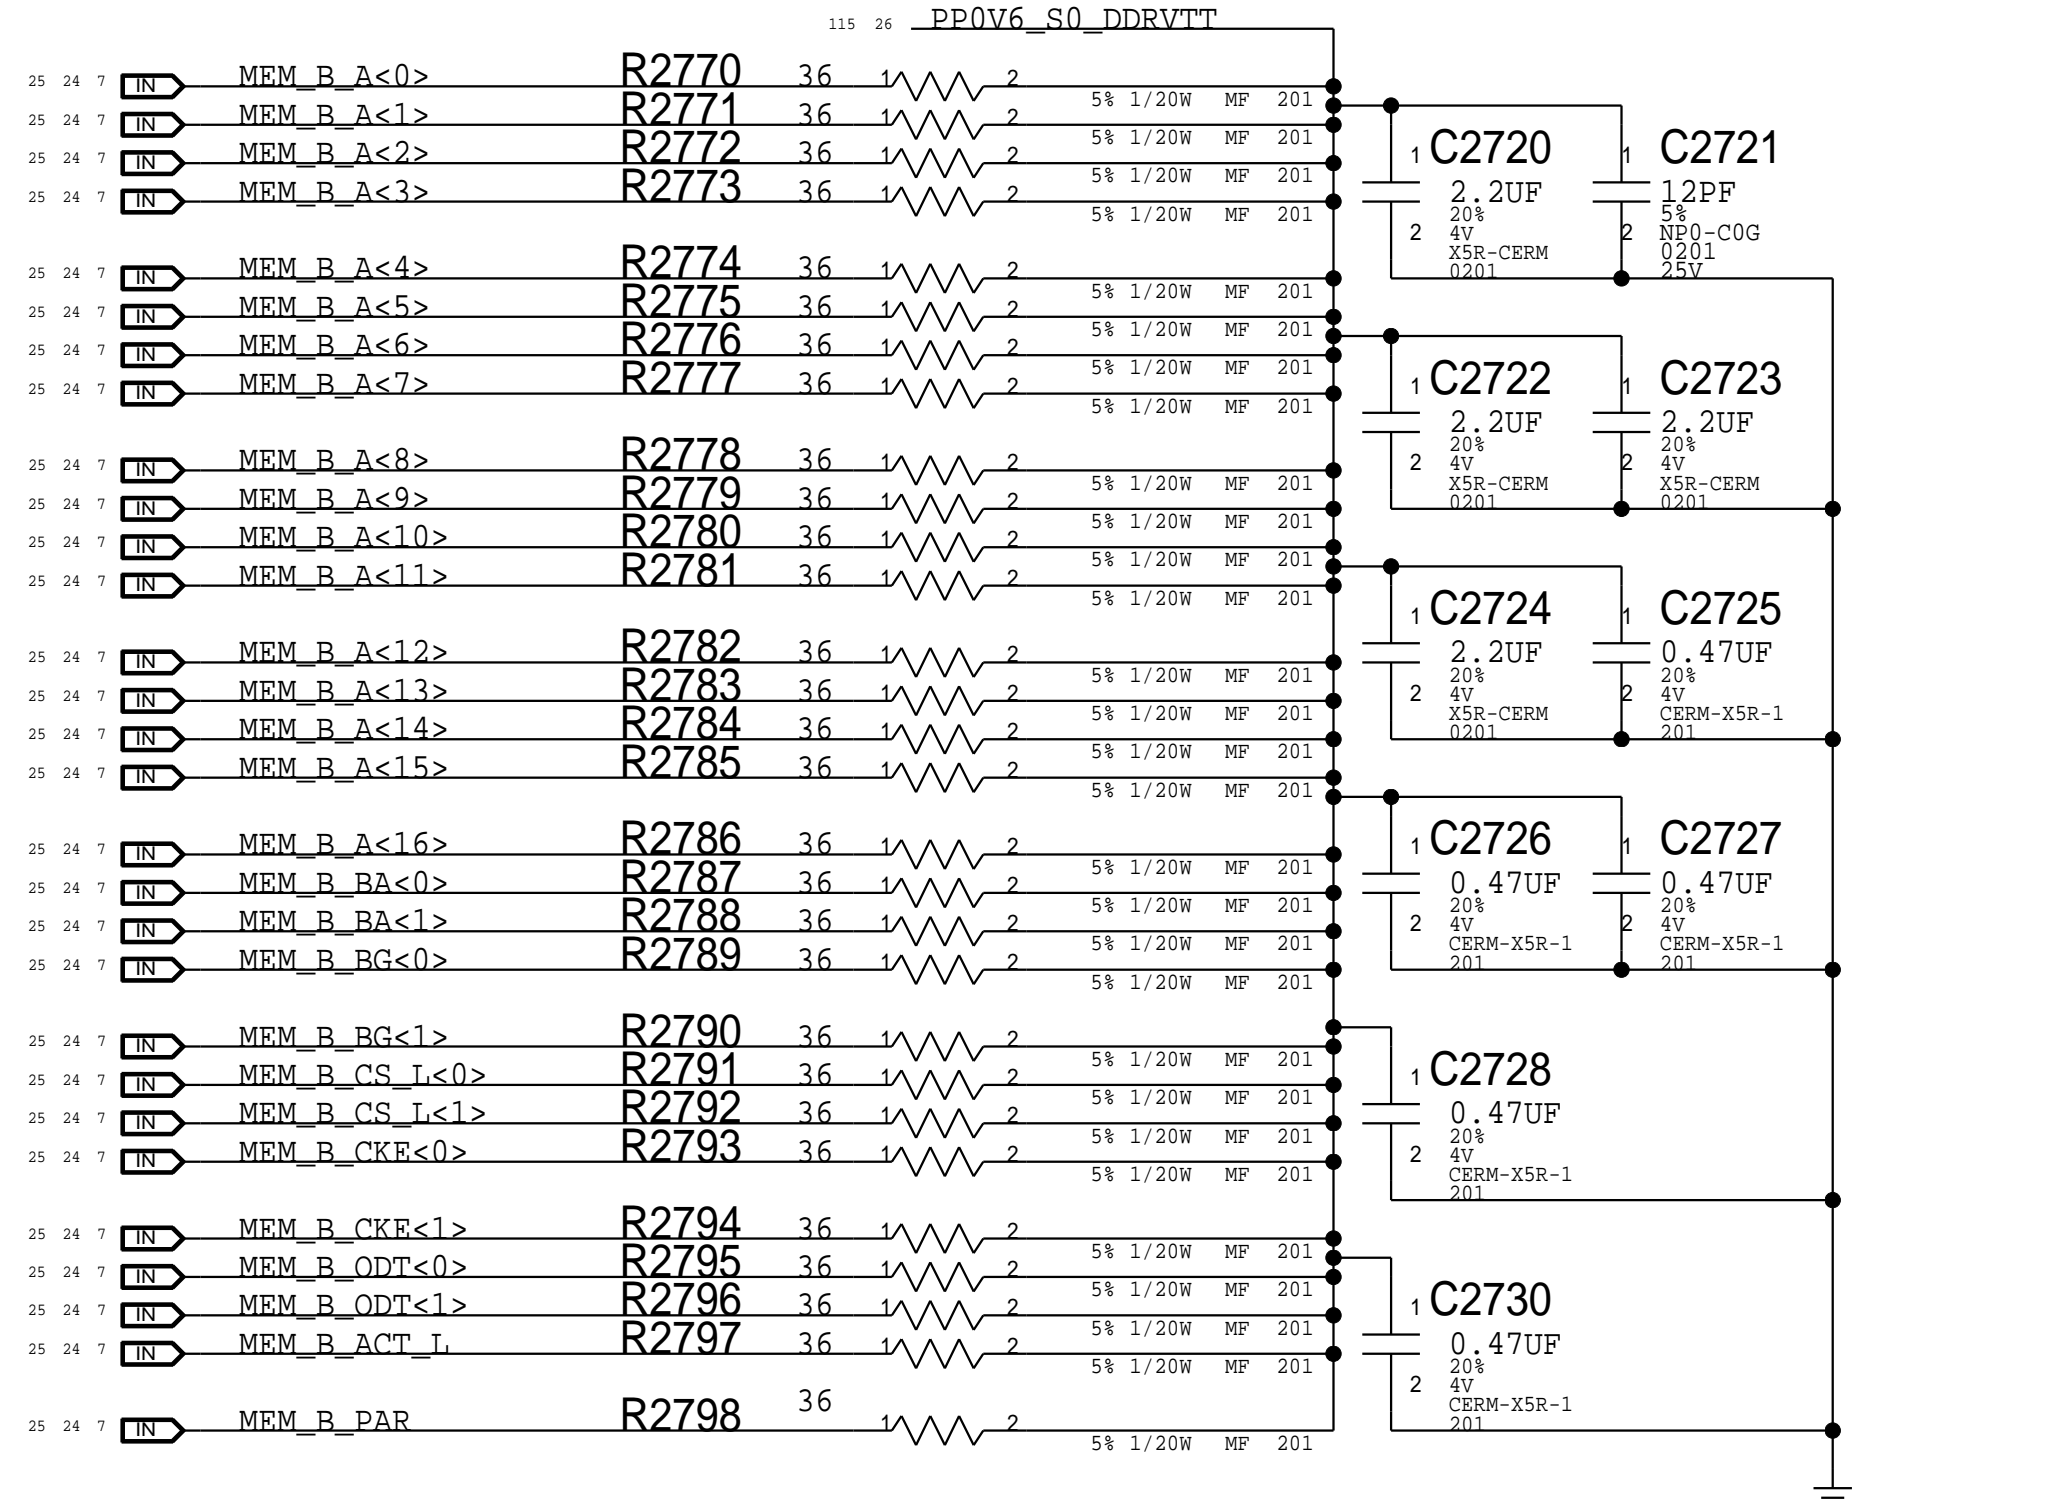 115 26 PP0V6_S0_DDRVTT
25 24 7 IN MEM_B_A<0> R2770 36 1 2 5% 1/20W MF 201
25 24 7 IN MEM_B_A<1> R2771 36 1 2 5% 1/20W MF 201
25 24 7 IN MEM_B_A<2> R2772 36 1 2 5% 1/20W MF 201
25 24 7 IN MEM_B_A<3> R2773 36 1 2 5% 1/20W MF 201
25 24 7 IN MEM_B_A<4> R2774 36 1 2 5% 1/20W MF 201
25 24 7 IN MEM_B_A<5> R2775 36 1 2 5% 1/20W MF 201
25 24 7 IN MEM_B_A<6> R2776 36 1 2 5% 1/20W MF 201
25 24 7 IN MEM_B_A<7> R2777 36 1 2 5% 1/20W MF 201
25 24 7 IN MEM_B_A<8> R2778 36 1 2 5% 1/20W MF 201
25 24 7 IN MEM_B_A<9> R2779 36 1 2 5% 1/20W MF 201
25 24 7 IN MEM_B_A<10> R2780 36 1 2 5% 1/20W MF 201
25 24 7 IN MEM_B_A<11> R2781 36 1 2 5% 1/20W MF 201
25 24 7 IN MEM_B_A<12> R2782 36 1 2 5% 1/20W MF 201
25 24 7 IN MEM_B_A<13> R2783 36 1 2 5% 1/20W MF 201
25 24 7 IN MEM_B_A<14> R2784 36 1 2 5% 1/20W MF 201
25 24 7 IN MEM_B_A<15> R2785 36 1 2 5% 1/20W MF 201
25 24 7 IN MEM_B_A<16> R2786 36 1 2 5% 1/20W MF 201
25 24 7 IN MEM_B_BA<0> R2787 36 1 2 5% 1/20W MF 201
25 24 7 IN MEM_B_BA<1> R2788 36 1 2 5% 1/20W MF 201
25 24 7 IN MEM_B_BG<0> R2789 36 1 2 5% 1/20W MF 201
25 24 7 IN MEM_B_BG<1> R2790 36 1 2 5% 1/20W MF 201
25 24 7 IN MEM_B_CS_L<0> R2791 36 1 2 5% 1/20W MF 201
25 24 7 IN MEM_B_CS_L<1> R2792 36 1 2 5% 1/20W MF 201
25 24 7 IN MEM_B_CKE<0> R2793 36 1 2 5% 1/20W MF 201
25 24 7 IN MEM_B_CKE<1> R2794 36 1 2 5% 1/20W MF 201
25 24 7 IN MEM_B_ODT<0> R2795 36 1 2 5% 1/20W MF 201
25 24 7 IN MEM_B_ODT<1> R2796 36 1 2 5% 1/20W MF 201
25 24 7 IN MEM_B_ACT_L R2797 36 1 2 5% 1/20W MF 201
25 24 7 IN MEM_B_PAR R2798 36 1 2 5% 1/20W MF 201
1 C2720
2.2UF
20%
2 4V
X5R-CERM
0201
1 C2721
12PF
5%
2 NP0-C0G
0201
25V
1 C2722
2.2UF
20%
2 4V
X5R-CERM
0201
1 C2723
2.2UF
20%
2 4V
X5R-CERM
0201
1 C2724
2.2UF
20%
2 4V
X5R-CERM
0201
1 C2725
0.47UF
20%
2 4V
CERM-X5R-1
201
1 C2726
0.47UF
20%
2 4V
CERM-X5R-1
201
1 C2727
0.47UF
20%
2 4V
CERM-X5R-1
201
1 C2728
0.47UF
20%
2 4V
CERM-X5R-1
201
1 C2730
0.47UF
20%
2 4V
CERM-X5R-1
201